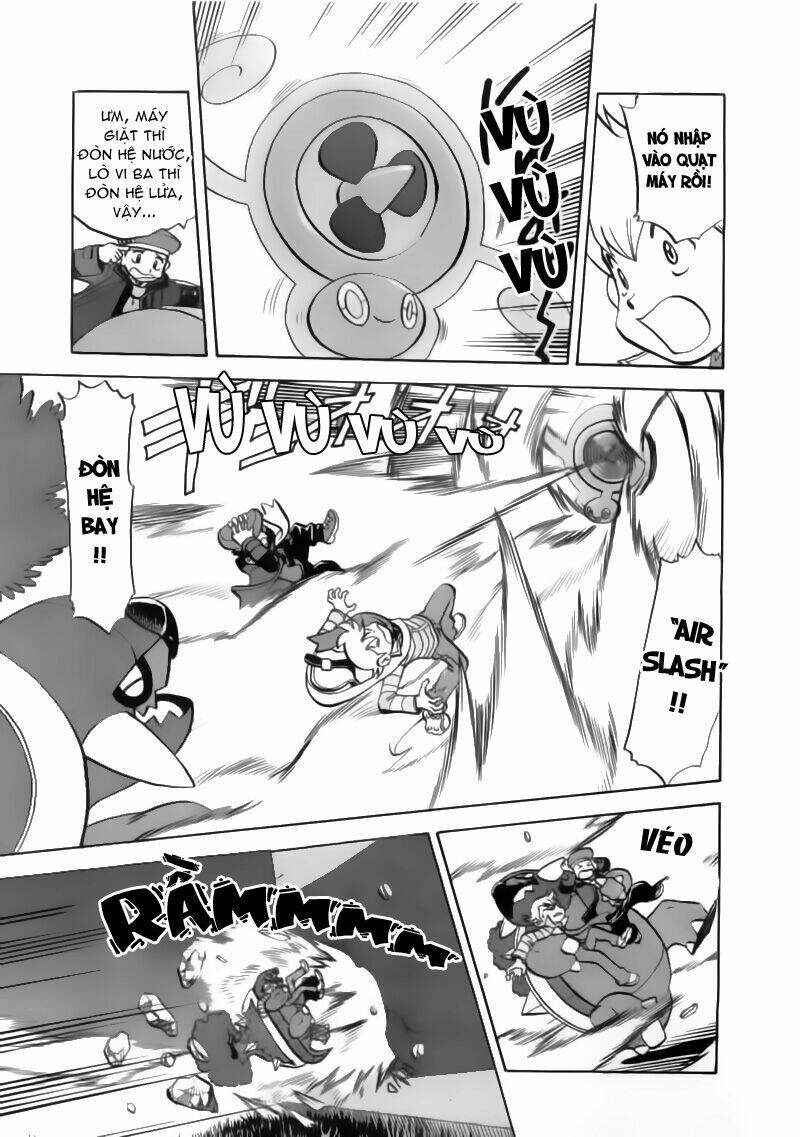 NÓ NHẬP
VÀO QUẠT
MÁY RỒI!
VÙ
VÙ
VÙ
ƯM, MÁY
GIẶT THÌ
ĐÒN HỆ NƯỚC,
LÒ VI BA THÌ
ĐÒN HỆ LỬA,
VẬY...
VÙ VÙ VÙ VÙ
"AIR
SLASH"
!!
ĐÒN
HỆ
BAY
!!
VÉO
RẦMMMM